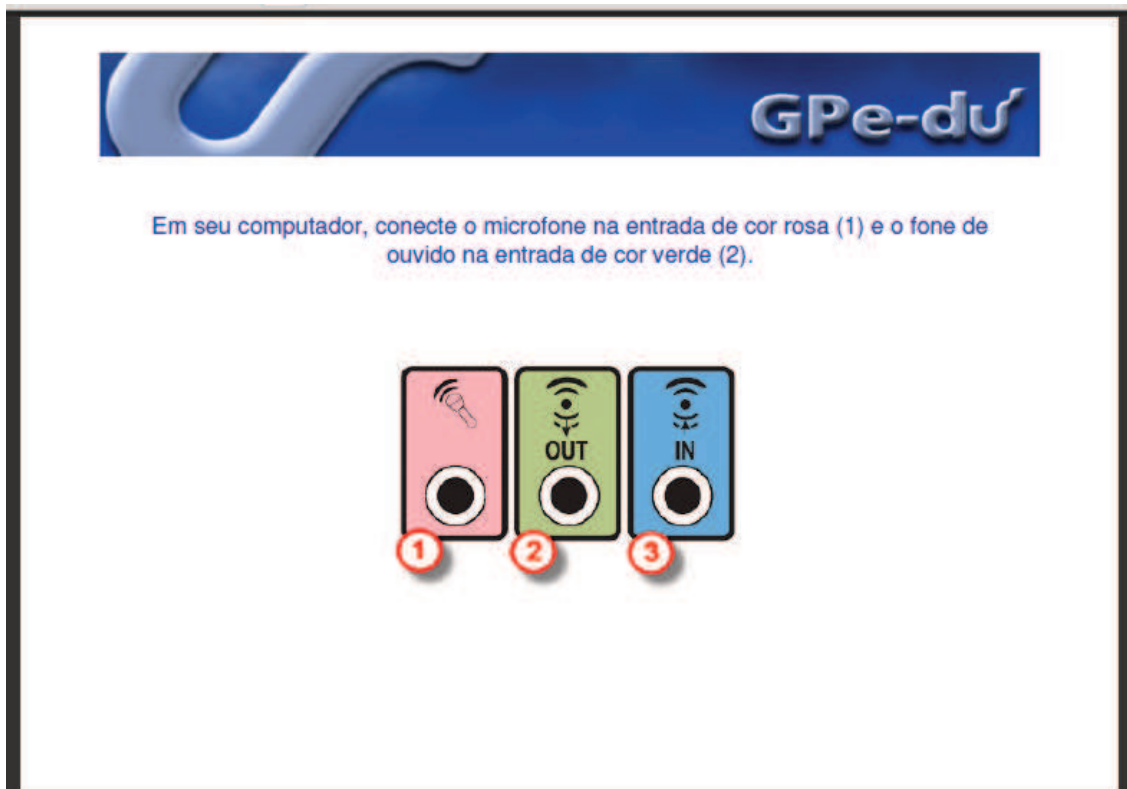 GPe-du
Em seu computador, conecte o microfone na entrada de cor rosa (1) e o fone de
ouvido na entrada de cor verde (2).
OUT IN
1 2 3